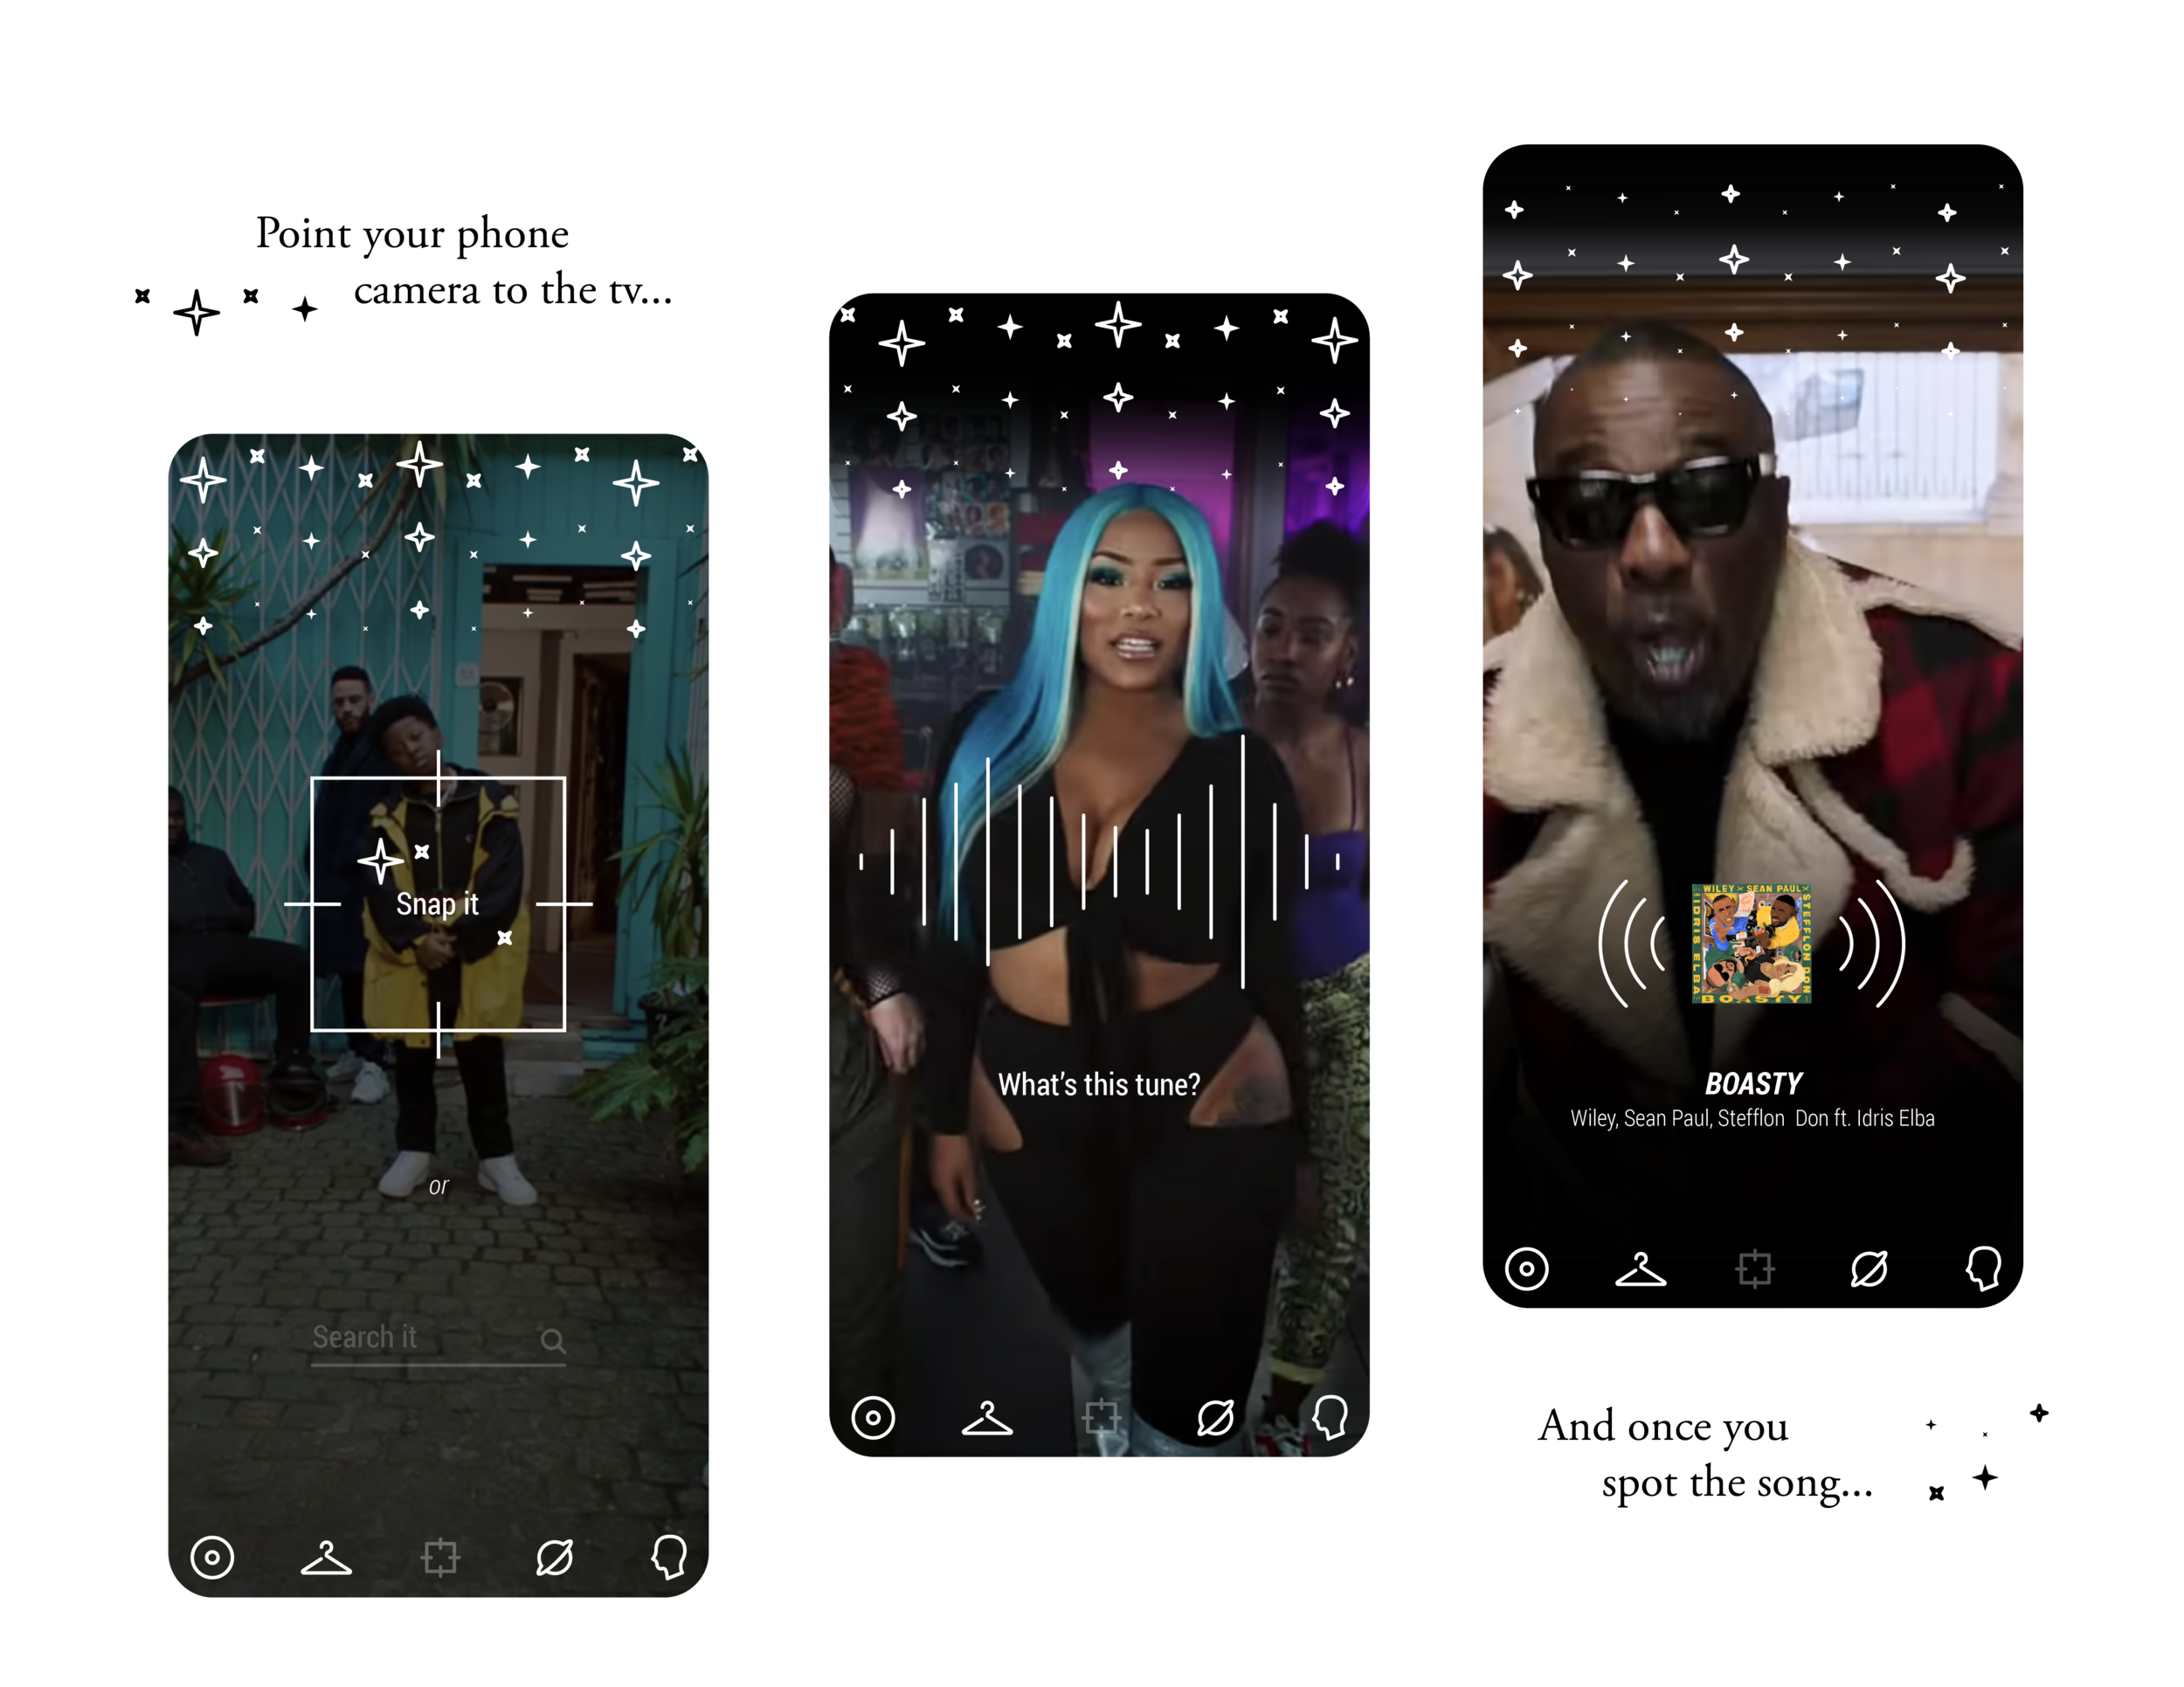 Point your phone
camera to the tv...
Snap it
or
Search it
What's this tune?
WILEY × SEAN PAUL ×
STEFFLON DON
IDRIS ELBA
BOASTY
BOASTY
Wiley, Sean Paul, Stefflon  Don ft. Idris Elba
And once you
spot the song...